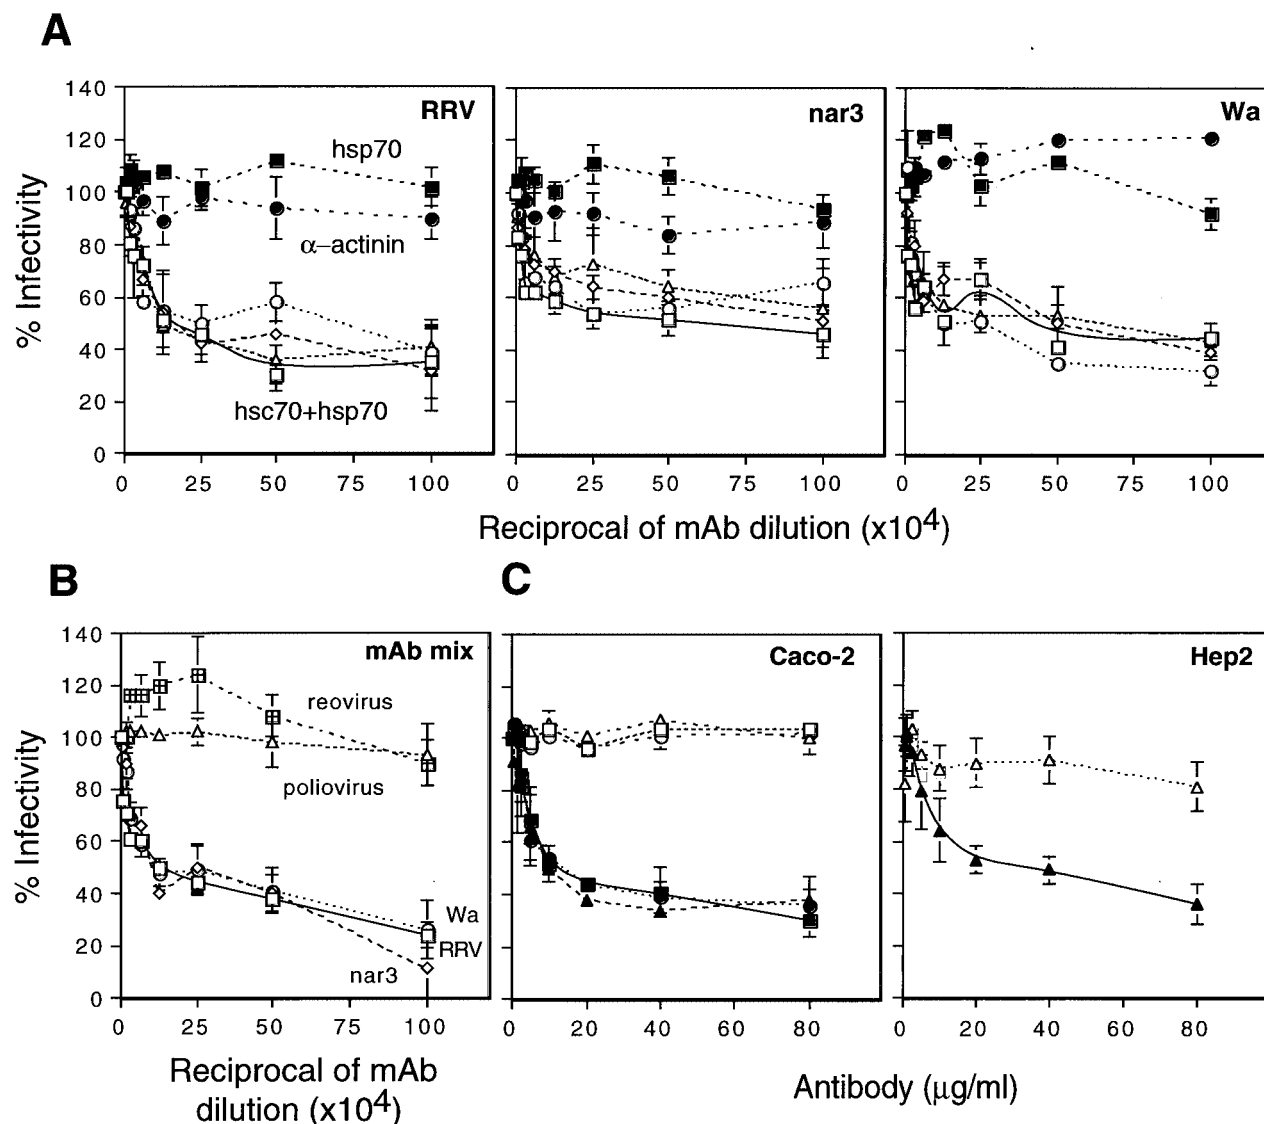 A
RRV
nar3
Wa
140
120
100
80
60
40
20
0
% Infectivity
hsp70
α–actinin
hsc70+hsp70
0 25 50 75 100
0 25 50 75 100
0 25 50 75 100
Reciprocal of mAb dilution (x10⁴)
B
C
mAb mix
Caco-2
Hep2
140
120
100
80
60
40
20
0
% Infectivity
reovirus
poliovirus
Wa
RRV
nar3
0 25 50 75 100
0 20 40 60 80
0 20 40 60 80
Reciprocal of mAb
dilution (x10⁴)
Antibody (μg/ml)